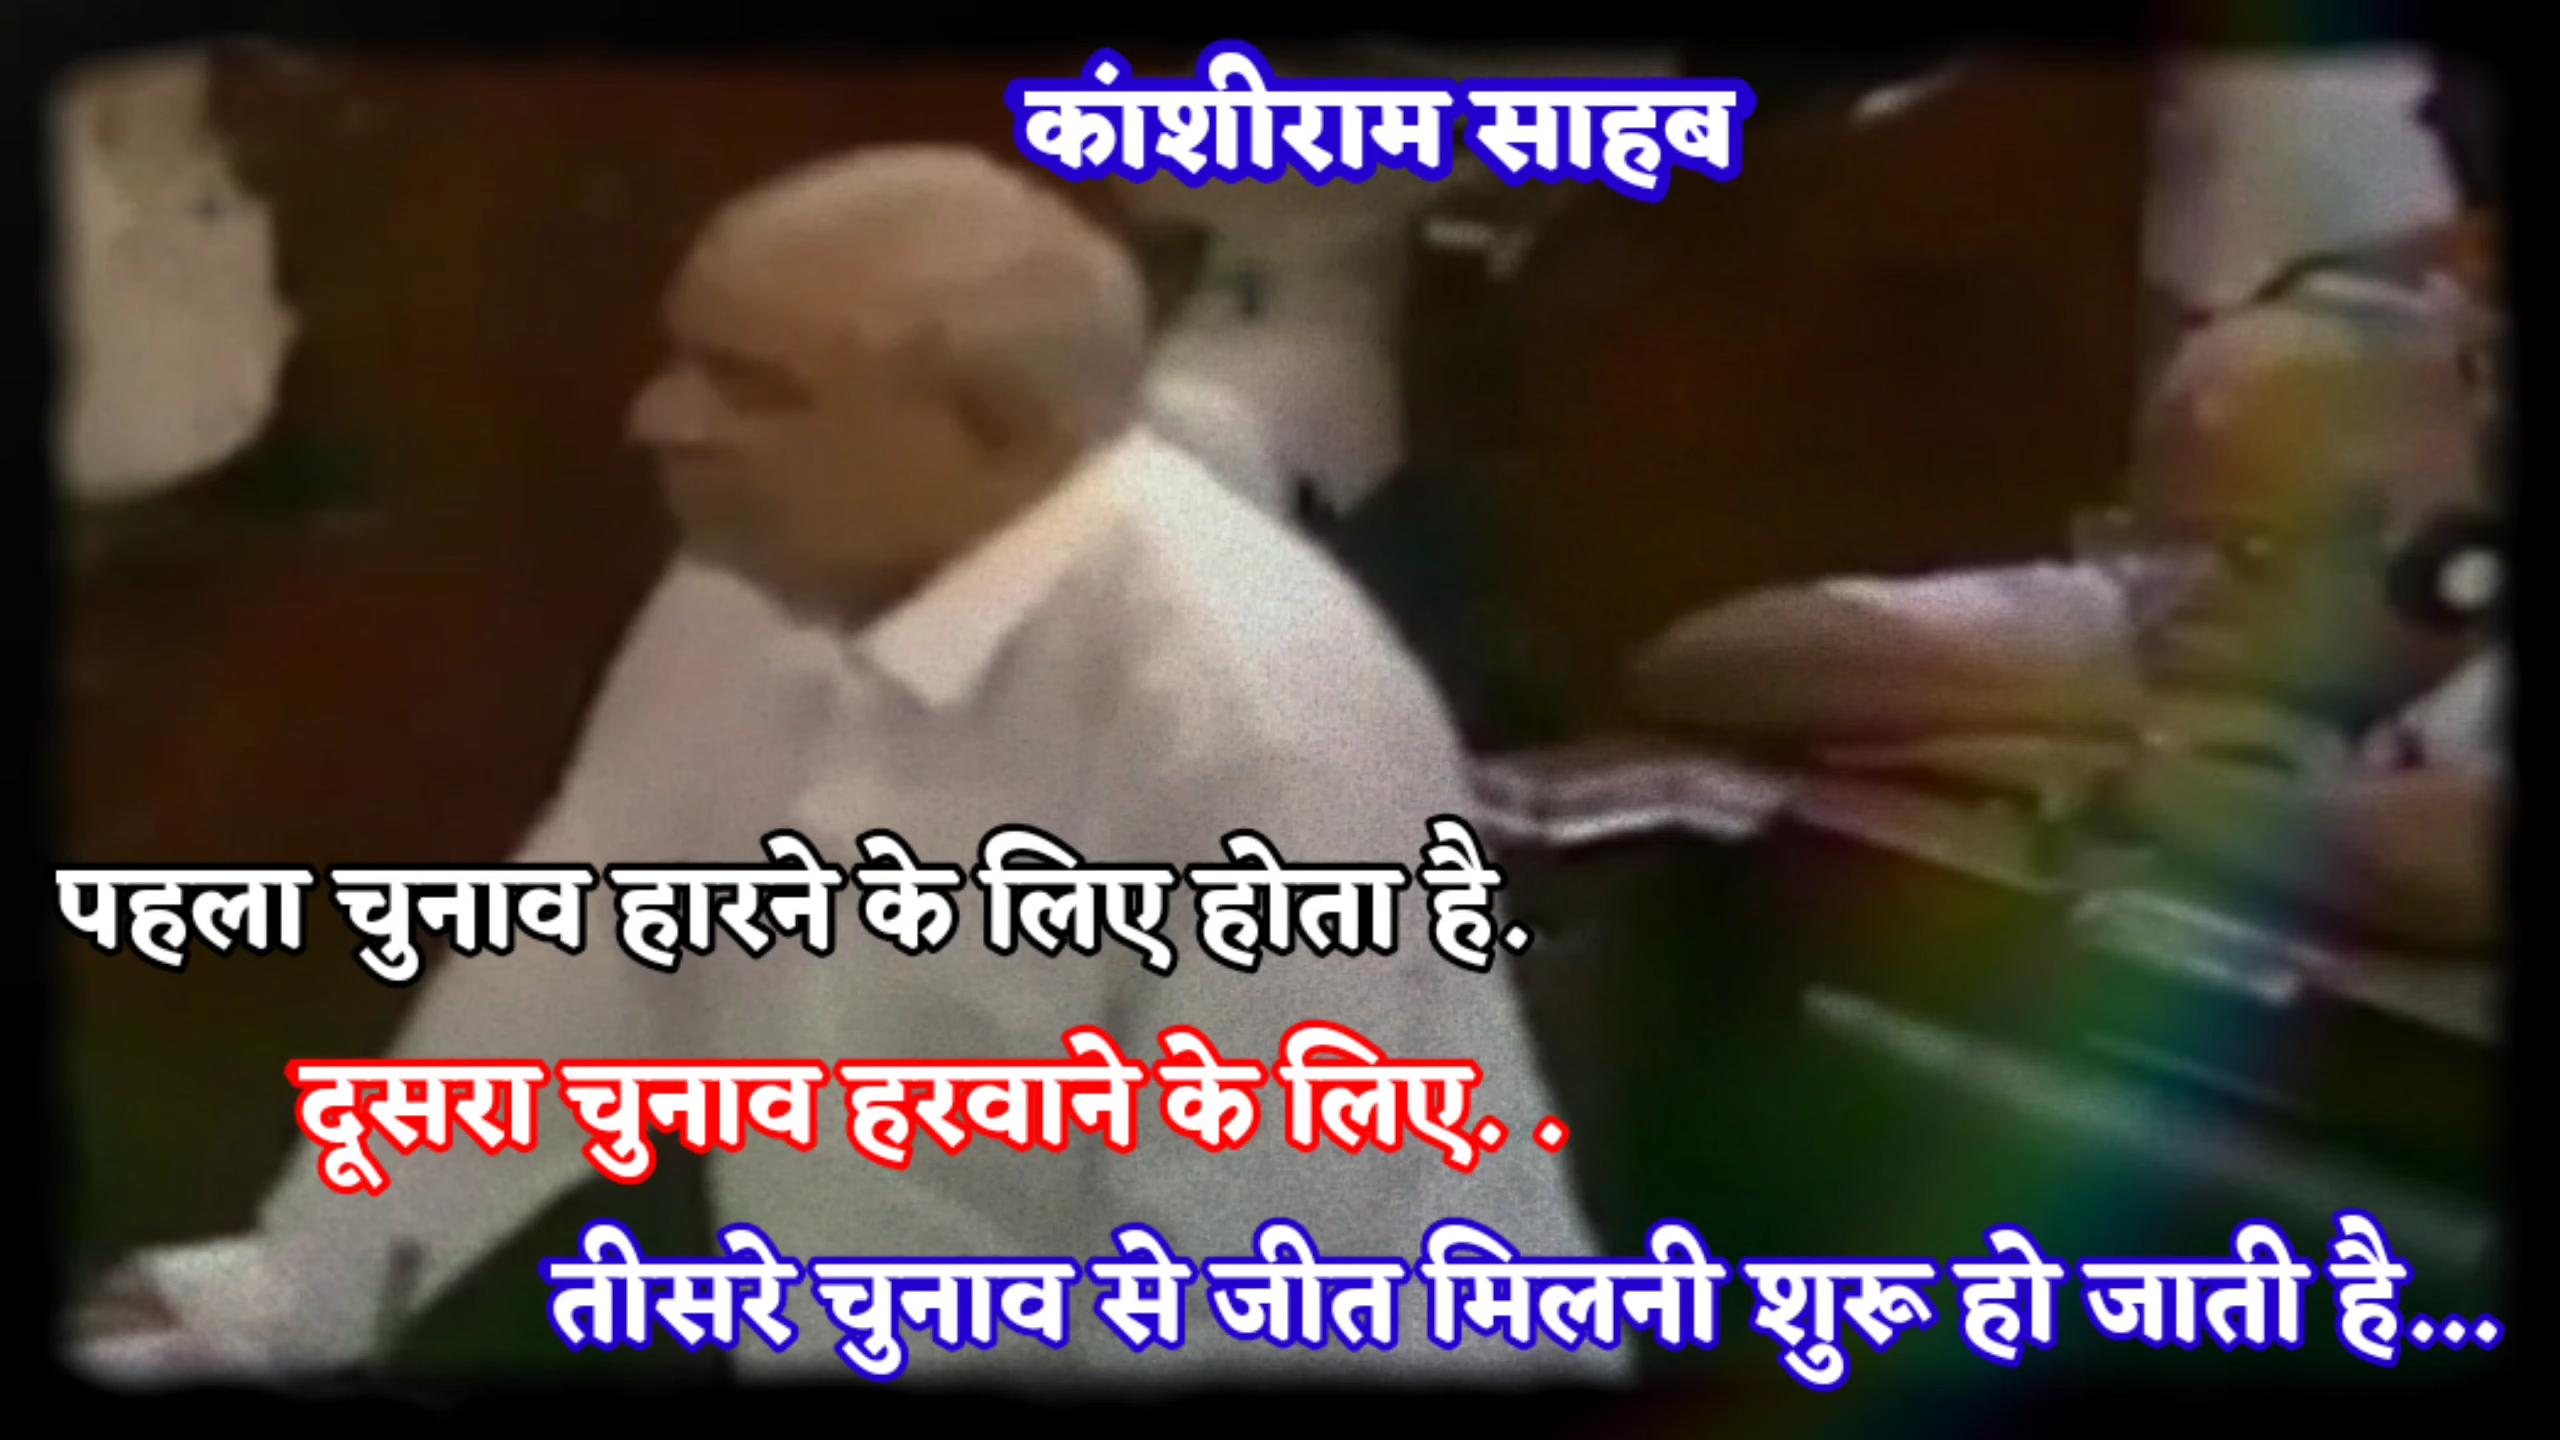 कांशीराम साहब
पहला चुनाव हारने के लिए होता है.
दूसरा चुनाव हरवाने के लिए. .
तीसरे चुनाव से जीत मिलनी शुरू हो जाती है...